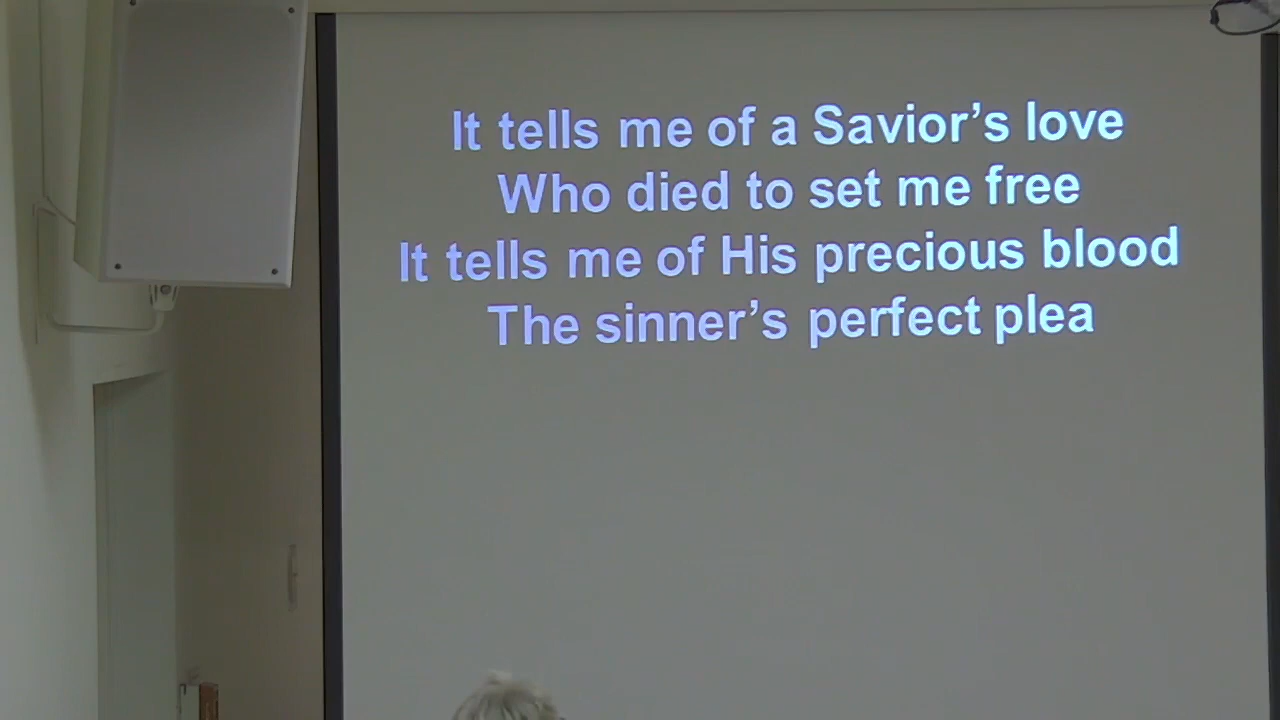 It tells me of a Savior’s love
Who died to set me free
It tells me of His precious blood
The sinner’s perfect plea